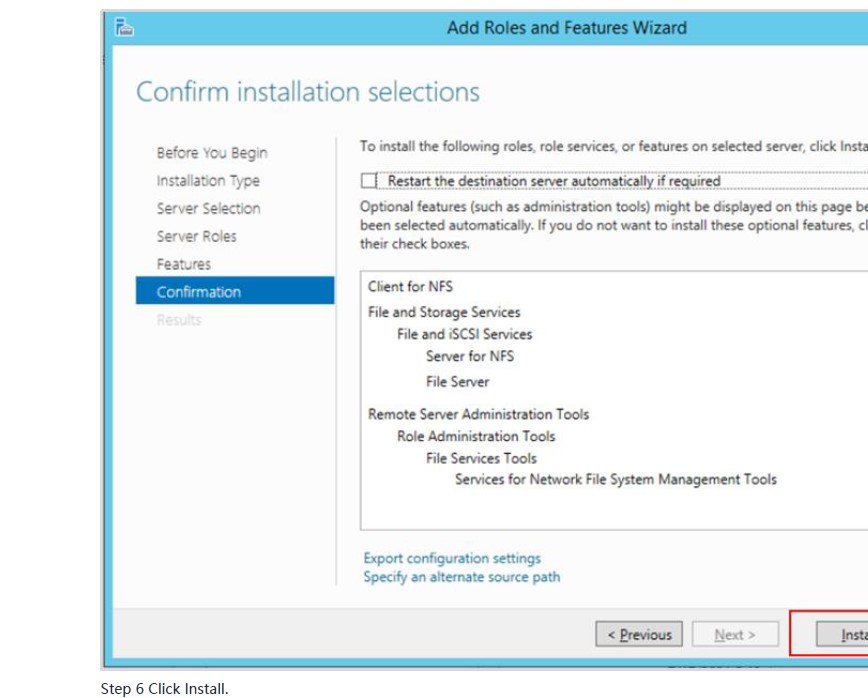 Add Roles and Features Wizard
Confirm installation selections
Before You Begin
Installation Type
Server Selection
Server Roles
Features
Confirmation
Results
To install the following roles, role services, or features on selected server, click Insta
Restart the destination server automatically if required
Optional features (such as administration tools) might be displayed on this page be
been selected automatically. If you do not want to install these optional features, cl
their check boxes.
Client for NFS
File and Storage Services
File and iSCSI Services
Server for NFS
File Server
Remote Server Administration Tools
Role Administration Tools
File Services Tools
Services for Network File System Management Tools
Export configuration settings
Specify an alternate source path
< Previous
Next >
Insta
Step 6 Click Install.